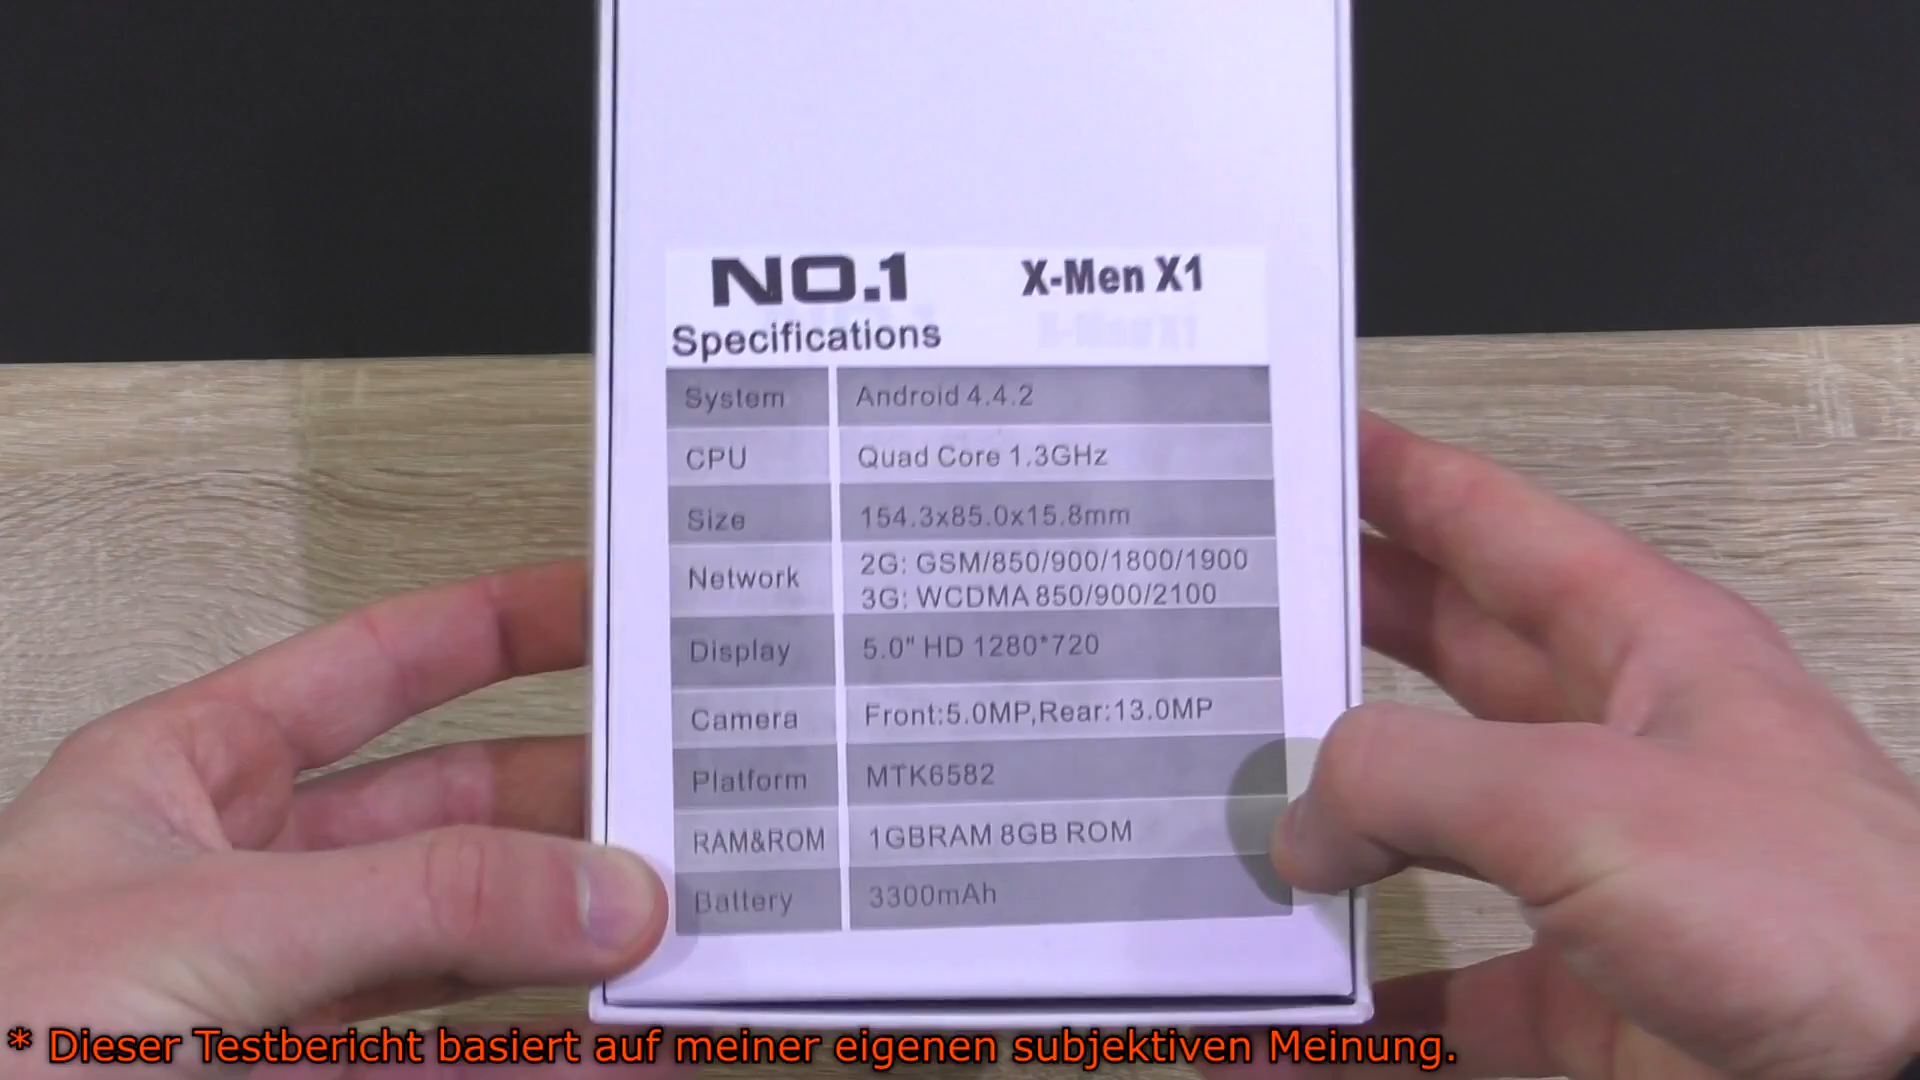 NO.1 X-Men X1
Specifications
System Android 4.4.2
CPU Quad Core 1.3GHz
Size 154.3x85.0x15.8mm
Network 2G: GSM/850/900/1800/1900
3G: WCDMA 850/900/2100
Display 5.0" HD 1280*720
Camera Front:5.0MP,Rear:13.0MP
Platform MTK6582
RAM&ROM 1GBRAM 8GB ROM
Battery 3300mAh
* Dieser Testbericht basiert auf meiner eigenen subjektiven Meinung.